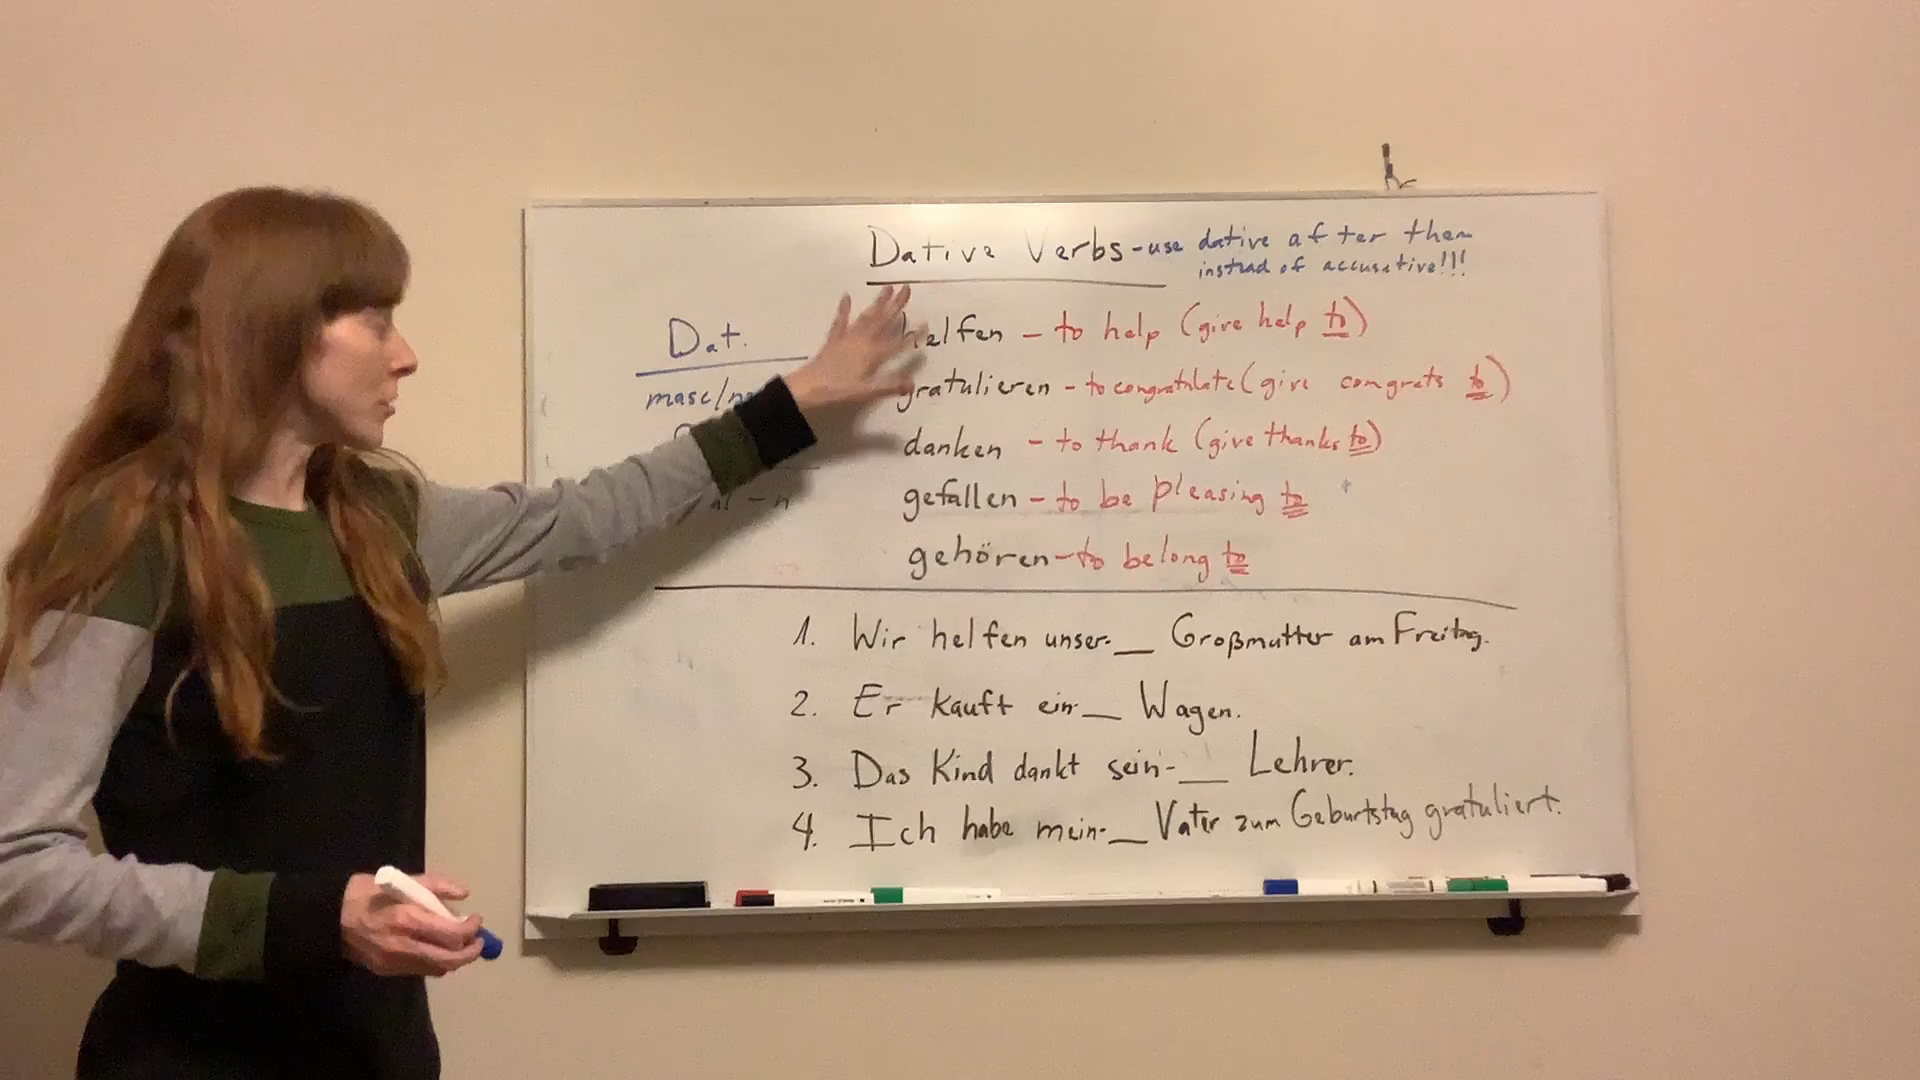 Dative Verbs - use dative after them
instead of accusative!!!
Dat.
masc/
- n
helfen - to help (give help to)
gratulieren - to congratulate (give congrats to)
danken - to thank (give thanks to)
gefallen - to be pleasing to
gehören - to belong to
1. Wir helfen unser-__ Großmutter am Freitag.
2. Er kauft ein-__ Wagen.
3. Das Kind dankt sein-__ Lehrer.
4. Ich habe mein-__ Vater zum Geburtstag gratuliert.